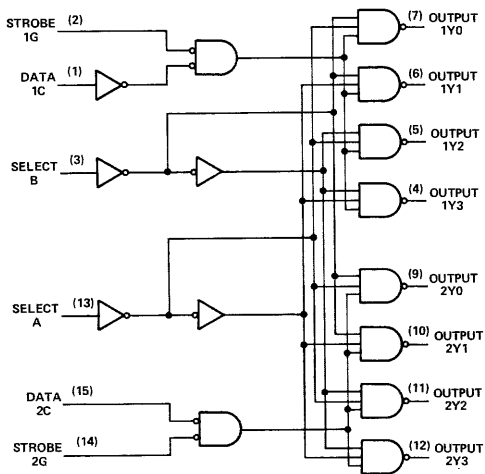 STROBE (2)
1G
DATA (1)
1C
SELECT (3)
B
SELECT (13)
A
DATA (15)
2C
STROBE (14)
2G
(7) OUTPUT
1Y0
(6) OUTPUT
1Y1
(5) OUTPUT
1Y2
(4) OUTPUT
1Y3
(9) OUTPUT
2Y0
(10) OUTPUT
2Y1
(11) OUTPUT
2Y2
(12) OUTPUT
2Y3